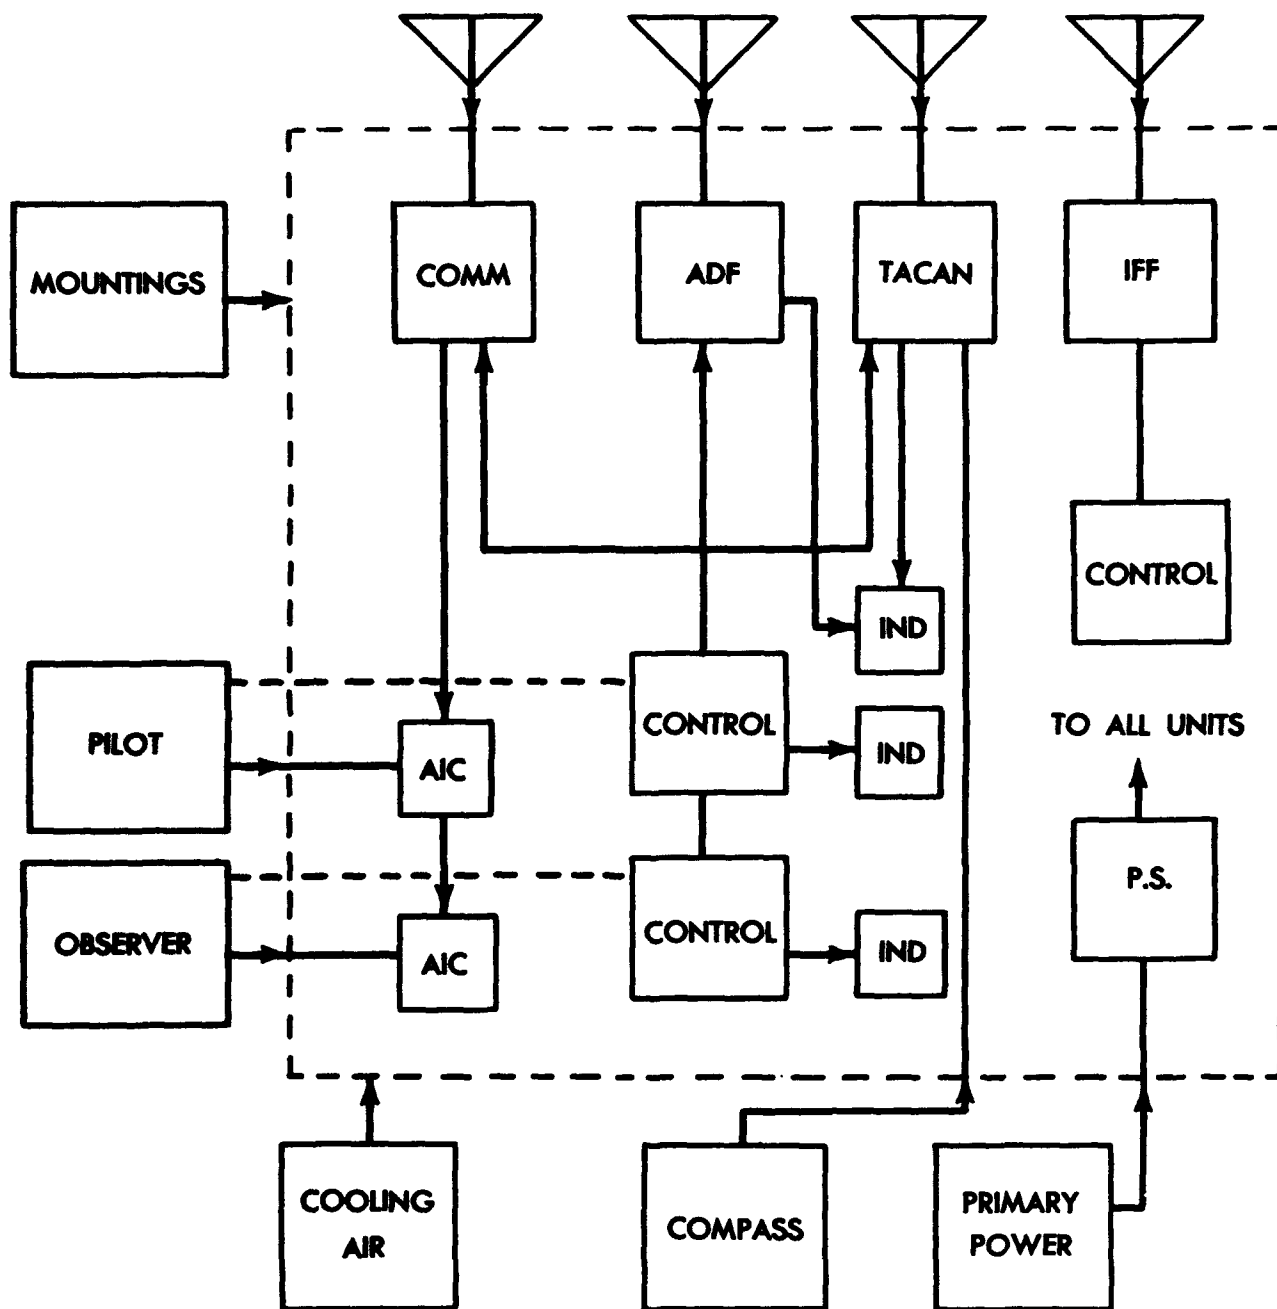 MOUNTINGS
COMM
ADF
TACAN
IFF
CONTROL
IND
PILOT
AIC
CONTROL
IND
TO ALL UNITS
OBSERVER
AIC
CONTROL
IND
P.S.
COOLING
AIR
COMPASS
PRIMARY
POWER